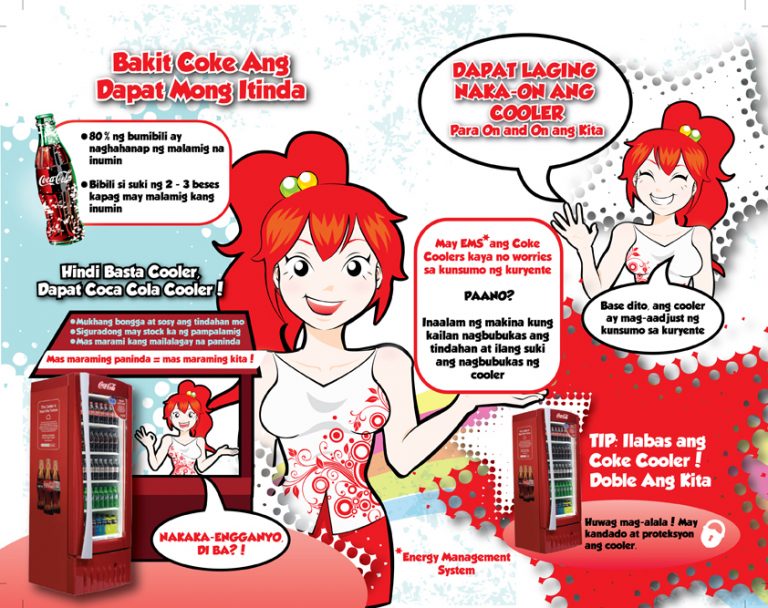 Bakit Coke Ang
Dapat Mong Itinda
Coca-Cola
• 80% ng bumibili ay
naghahanap ng malamig na
inumin
• Bibili si suki ng 2 - 3 beses
kapag may malamig kang
inumin
Hindi Basta Cooler,
Dapat Coca Cola Cooler!
• Mukhang bongga at sosy ang tindahan mo
• Siguradong may stock ka ng pampalamig
• Mas marami kang mailalagay na paninda
Mas maraming paninda = mas maraming kita!
Coca-Cola
NAKAKA-ENGGANYO,
DI BA?!
DAPAT LAGING
NAKA-ON ANG
COOLER
Para On and On ang Kita
May EMS* ang Coke
Coolers kaya no worries
sa kunsumo ng kuryente
PAANO?
Inaalam ng makina kung
kailan nagbubukas ang
tindahan at ilang suki
ang nagbubukas ng
cooler
Base dito, ang cooler
ay mag-aadjust ng
kunsumo sa kuryente
*Energy Management
System
Coca-Cola
TIP: Ilabas ang
Coke Cooler!
Doble Ang Kita
Huwag mag-alala! May
kandado at proteksyon
ang cooler.